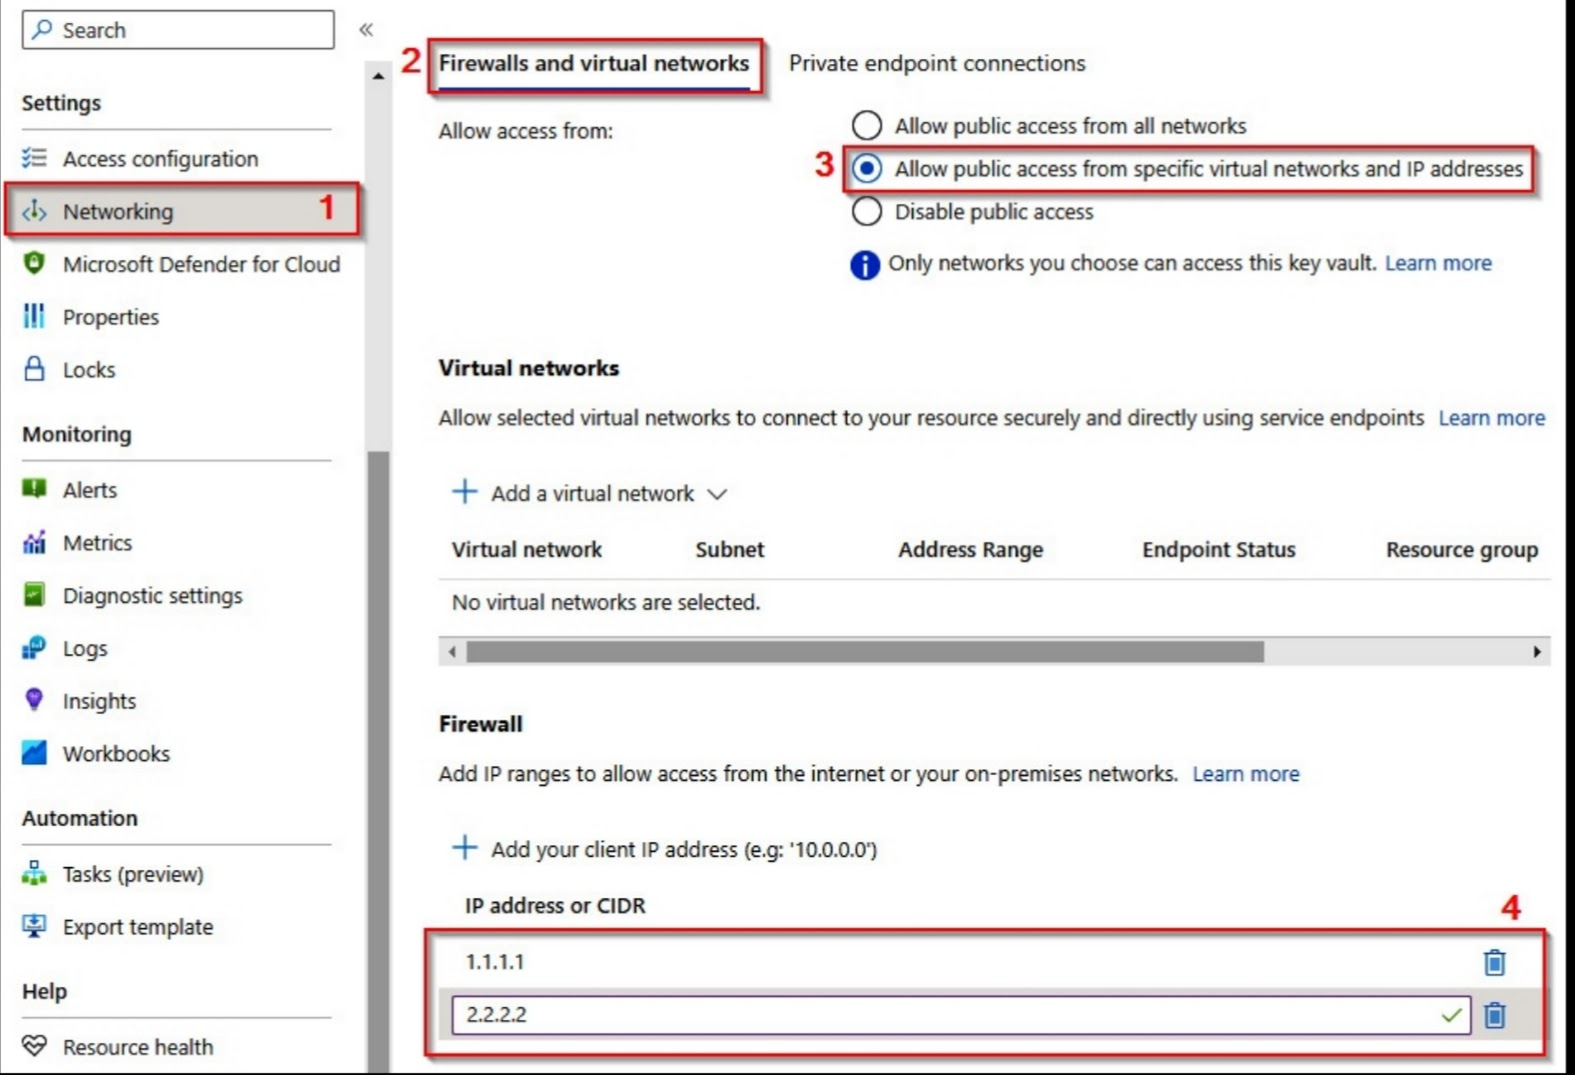 Search
«
Settings
Access configuration
Networking 1
Microsoft Defender for Cloud
Properties
Locks
Monitoring
Alerts
Metrics
Diagnostic settings
Logs
Insights
Workbooks
Automation
Tasks (preview)
Export template
Help
Resource health
2 Firewalls and virtual networks Private endpoint connections
Allow access from:
Allow public access from all networks
3 Allow public access from specific virtual networks and IP addresses
Disable public access
Only networks you choose can access this key vault. Learn more
Virtual networks
Allow selected virtual networks to connect to your resource securely and directly using service endpoints Learn more
+ Add a virtual network
Virtual network Subnet Address Range Endpoint Status Resource group
No virtual networks are selected.
Firewall
Add IP ranges to allow access from the internet or your on-premises networks. Learn more
+ Add your client IP address (e.g: '10.0.0.0')
IP address or CIDR 4
1.1.1.1
2.2.2.2